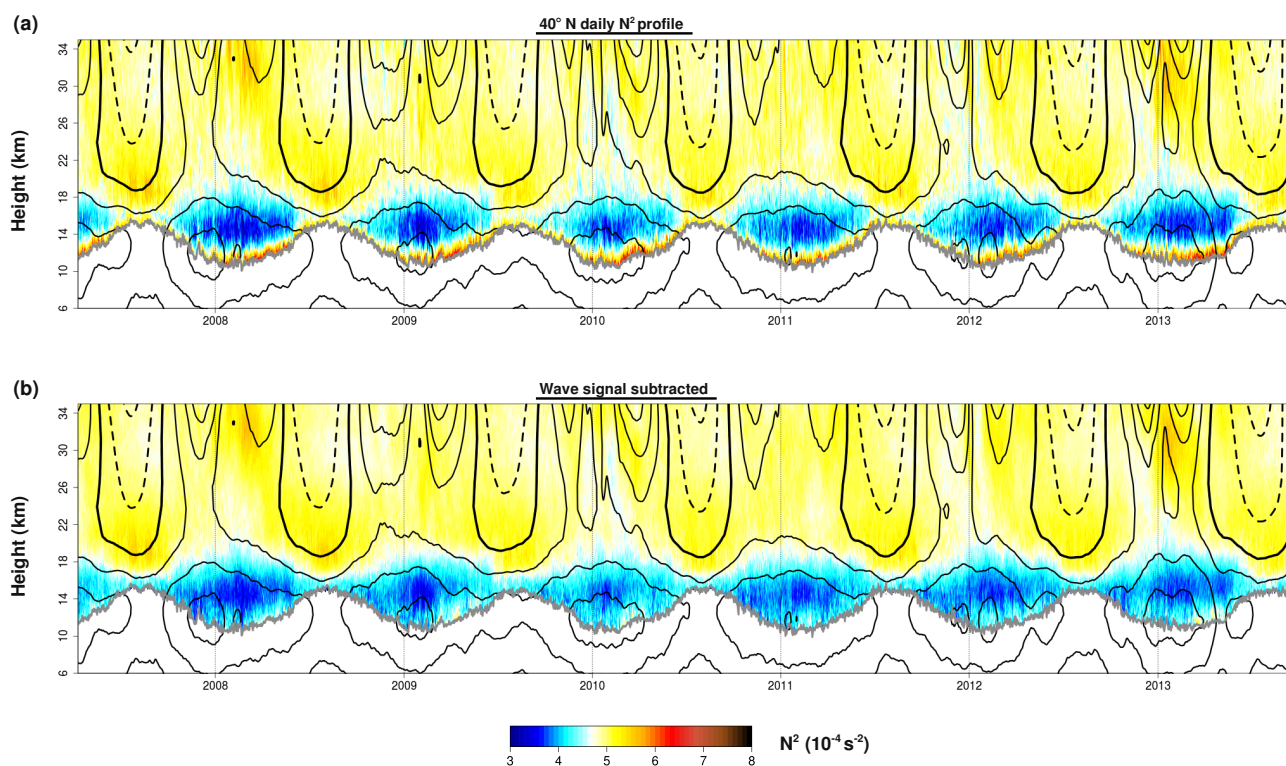 (a)
40° N daily N² profile
Height (km)
34
30
26
22
18
14
10
6
2008 2009 2010 2011 2012 2013
(b)
Wave signal subtracted
Height (km)
34
30
26
22
18
14
10
6
2008 2009 2010 2011 2012 2013
3 4 5 6 7 8
N² (10⁻⁴ s⁻²)